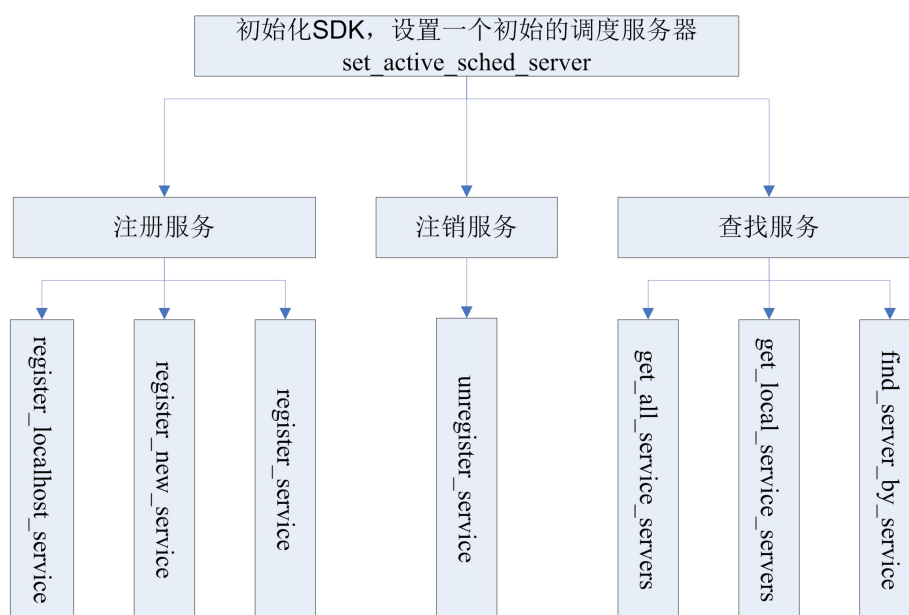 初始化SDK，设置一个初始的调度服务器
set_active_sched_server
注册服务
注销服务
查找服务
register_localhost_service
register_new_service
register_service
unregister_service
get_all_service_servers
get_local_service_servers
find_server_by_service